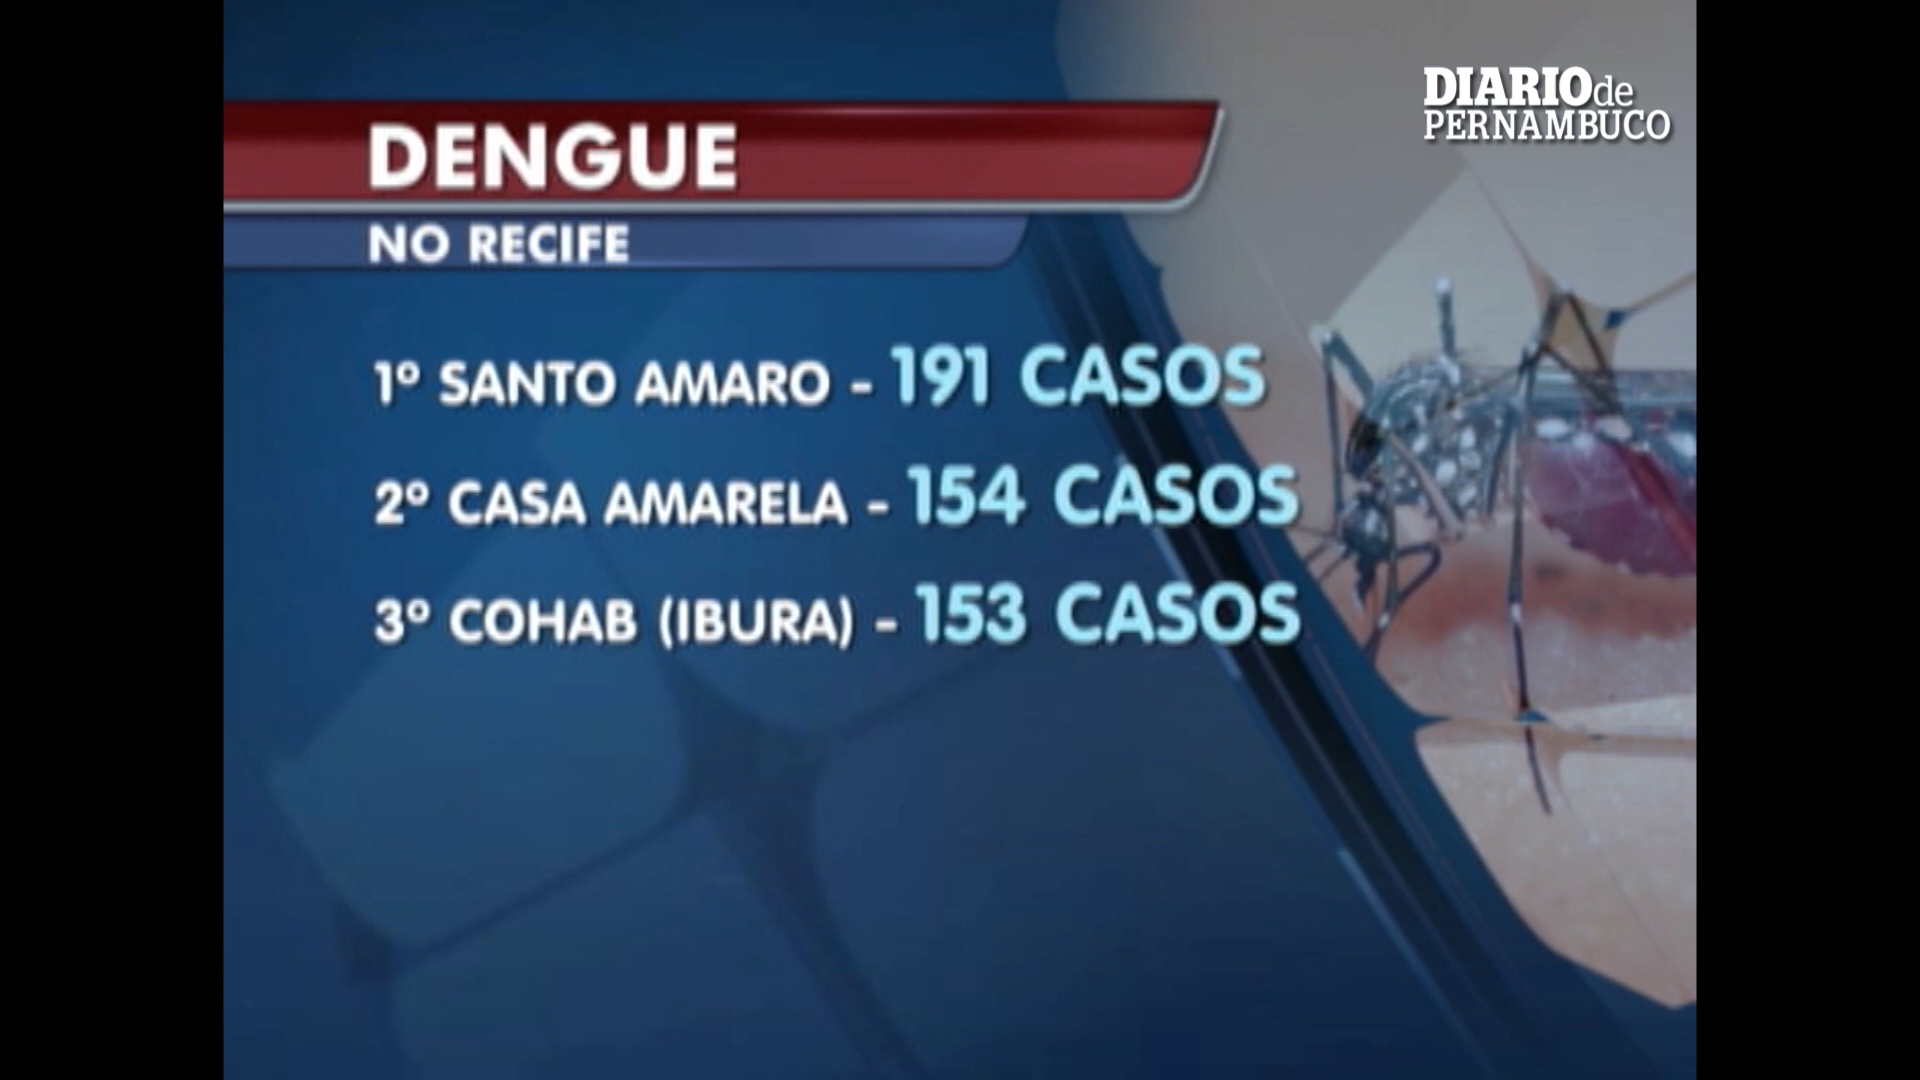 DIARIO de
PERNAMBUCO
DENGUE
NO RECIFE
1º SANTO AMARO - 191 CASOS
2º CASA AMARELA - 154 CASOS
3º COHAB (IBURA) - 153 CASOS